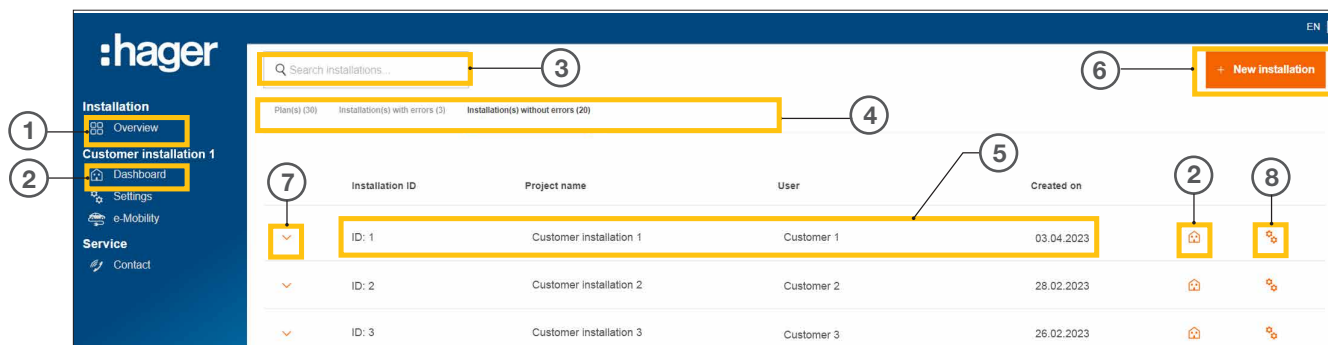 EN
:hager
Search installations...
3
6
+ New installation
Installation
Plan(s) (30) Installation(s) with errors (3) Installation(s) without errors (20)
4
1
Overview
Customer installation 1
5
2
Dashboard
7
2
8
Installation ID Project name User Created on
Settings
e-Mobility
ID: 1 Customer installation 1 Customer 1 03.04.2023
Service
Contact
ID: 2 Customer installation 2 Customer 2 28.02.2023
ID: 3 Customer installation 3 Customer 3 26.02.2023